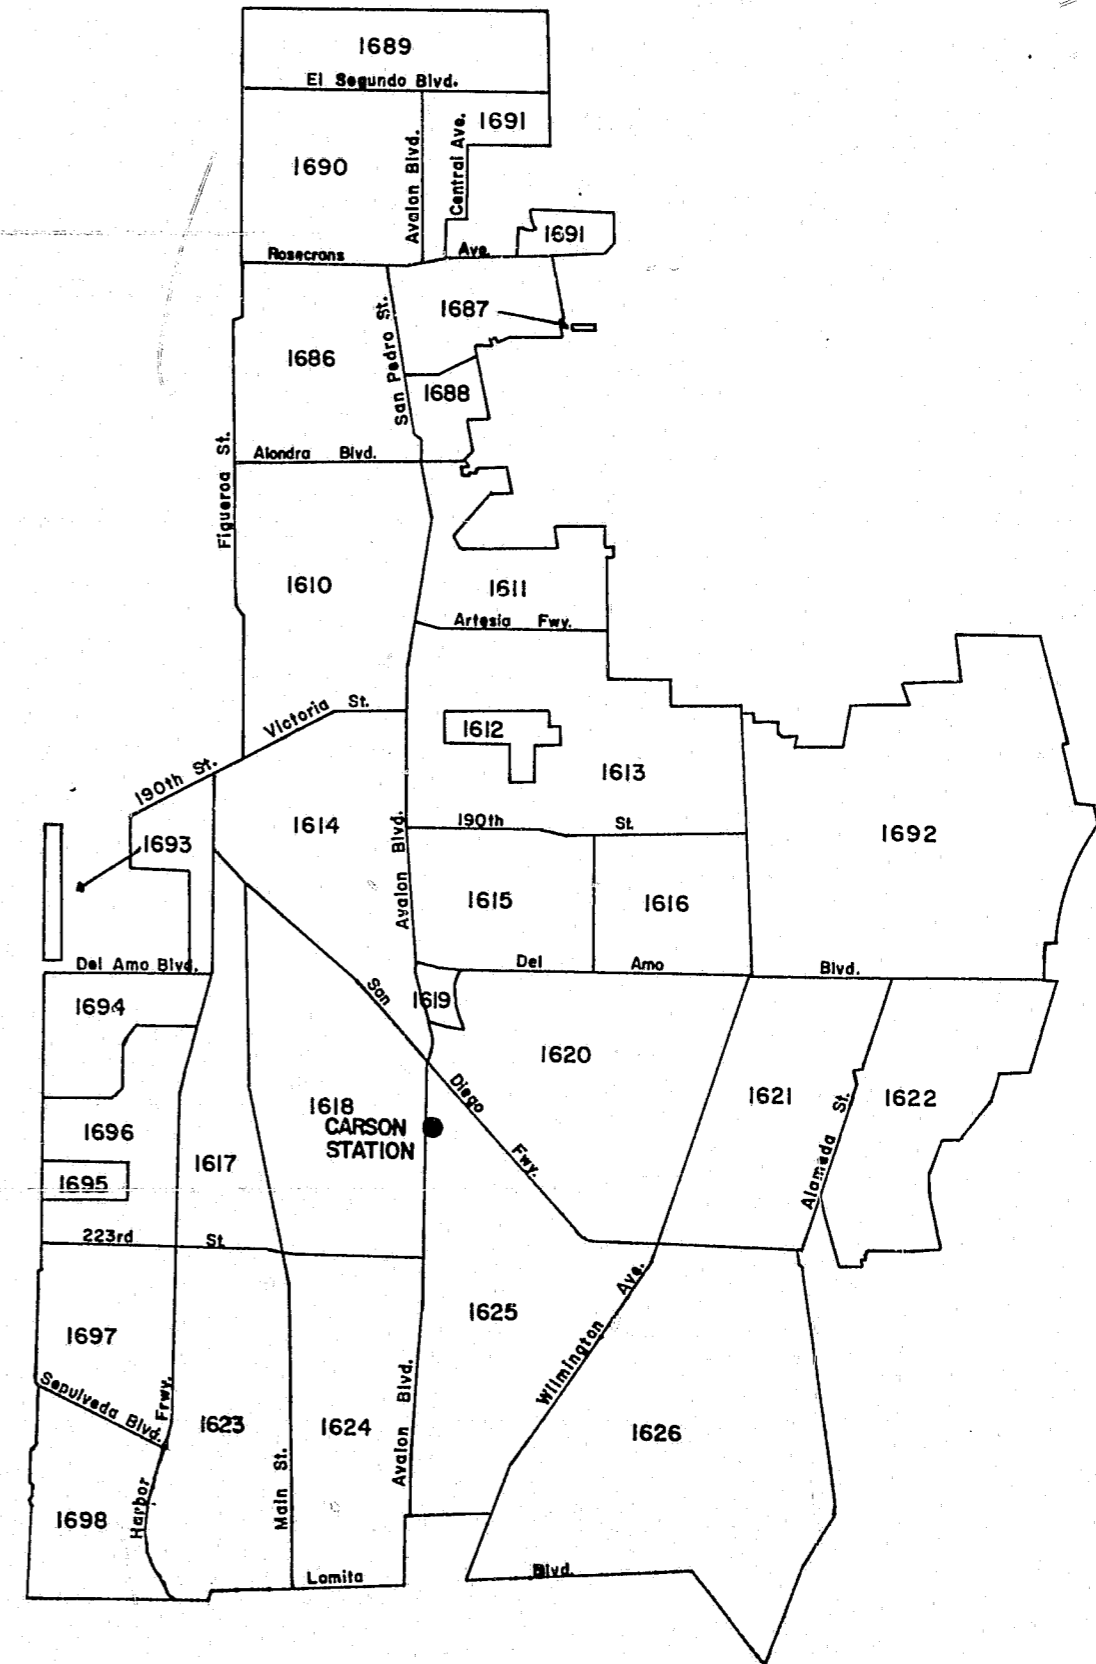 1689
El Segundo Blvd.
1690
Avalon Blvd.
Central Ave.
1691
1691
Rosecrans Ave.
1686
San Pedro St.
1687
1688
Figueroa St.
Alondra Blvd.
1610
1611
Artesia Fwy.
Victoria St.
190th St.
1612
1613
1614
Avalon Blvd.
190th St.
1692
1693
1615
1616
Del Amo Blvd.
Del Amo Blvd.
1694
San Diego Fwy.
1619
1620
1621
Alameda St.
1622
1618
CARSON
STATION
1696
1617
1695
223rd St
1697
1625
Wilmington Ave.
Sepulveda Blvd.
Harbor Frwy.
1623
Main St.
1624
Avalon Blvd.
1626
1698
Lomita Blvd.